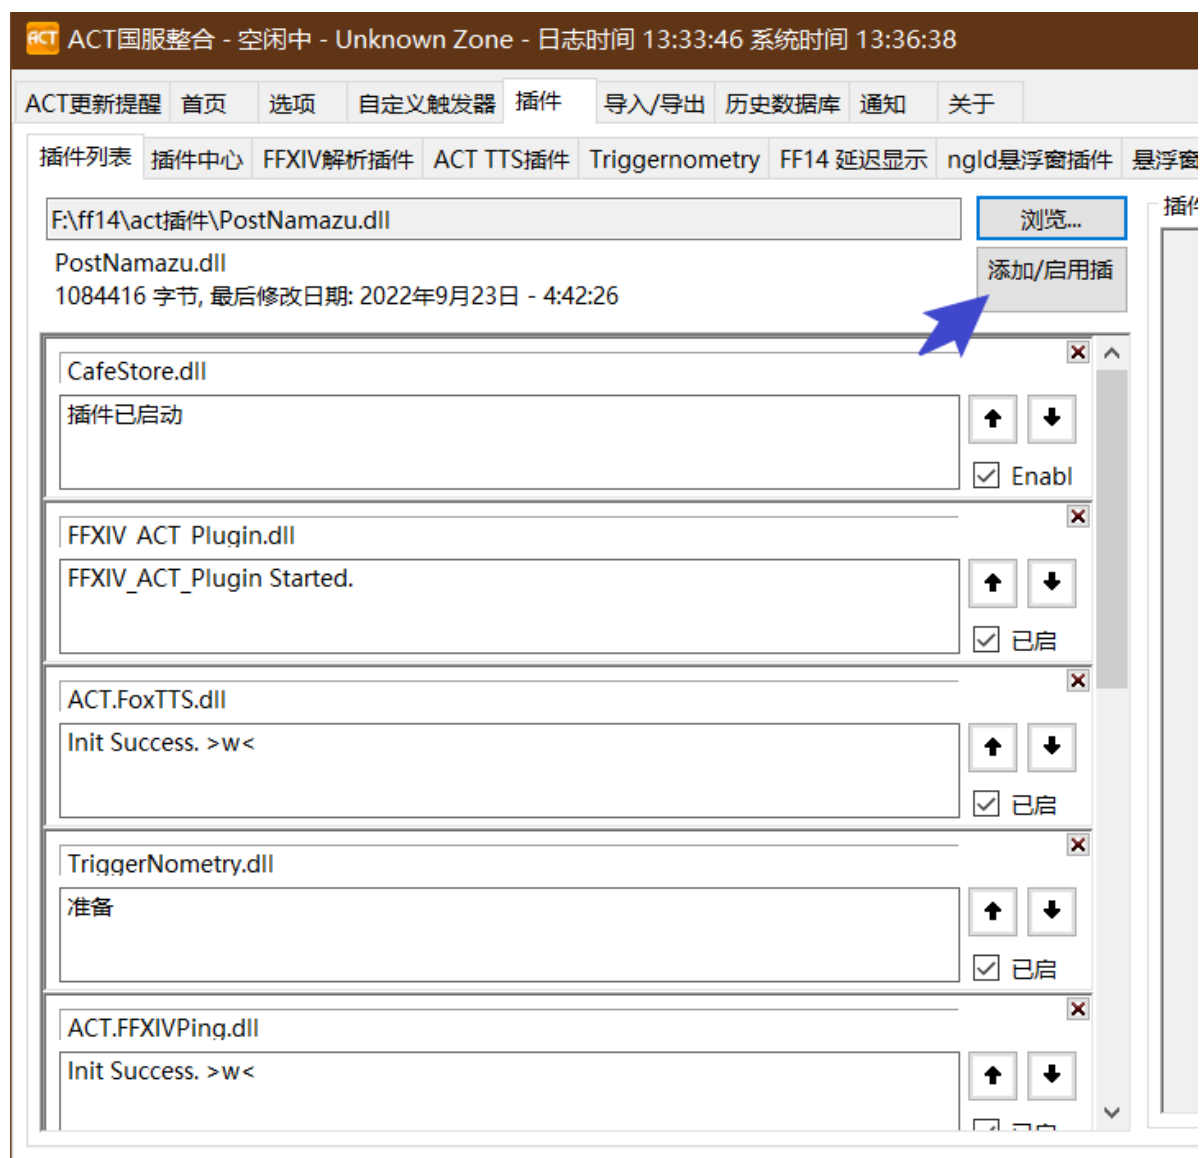 ACT ACT国服整合 - 空闲中 - Unknown Zone - 日志时间 13:33:46 系统时间 13:36:38
ACT更新提醒 首页 选项 自定义触发器 插件 导入/导出 历史数据库 通知 关于
插件列表 插件中心 FFXIV解析插件 ACT TTS插件 Triggernometry FF14 延迟显示 ngld悬浮窗插件 悬浮窗
F:\ff14\act插件\PostNamazu.dll 浏览... 插件
PostNamazu.dll 添加/启用插
1084416 字节, 最后修改日期: 2022年9月23日 - 4:42:26
CafeStore.dll
插件已启动
Enabl
FFXIV_ACT_Plugin.dll
FFXIV_ACT_Plugin Started.
已启
ACT.FoxTTS.dll
Init Success. >w<
已启
TriggerNometry.dll
准备
已启
ACT.FFXIVPing.dll
Init Success. >w<